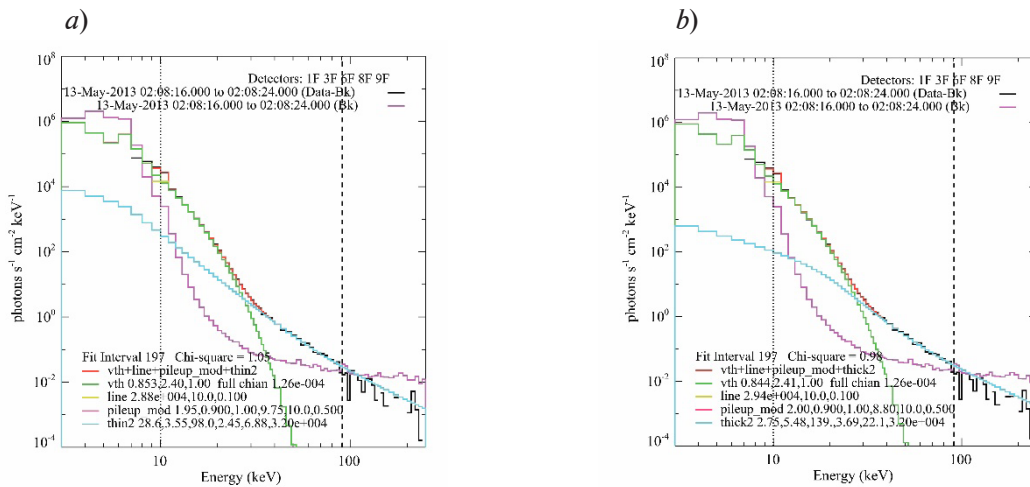 a)
10^8
10^6
10^4
10^2
10^0
10^-2
10^-4
photons s^-1 cm^-2 keV^-1
Detectors: 1F 3F 5F 8F 9F
13-May-2013 02:08:16.000 to 02:08:24.000 (Data-Bk)
13-May-2013 02:08:16.000 to 02:08:24.000 (Bk)
Fit Interval 197 Chi-square = 1.05
vth+line+pileup_mod+thin2
vth 0.853,2.40,1.00 full chian 1.26e-004
line 2.88e+004,10.0,0.100
pileup_mod 1.95,0.900,1.00,9.75,10.0,0.500
thin2 28.6,3.55,98.0,2.45,6.88,3.20e+004
10 100
Energy (keV)
b)
10^8
10^6
10^4
10^2
10^0
10^-2
10^-4
photons s^-1 cm^-2 keV^-1
Detectors: 1F 3F 5F 8F 9F
13-May-2013 02:08:16.000 to 02:08:24.000 (Data-Bk)
13-May-2013 02:08:16.000 to 02:08:24.000 (Bk)
Fit Interval 197 Chi-square = 0.98
vth+line+pileup_mod+thick2
vth 0.844,2.41,1.00 full chian 1.26e-004
line 2.94e+004,10.0,0.100
pileup_mod 2.00,0.900,1.00,8.80,10.0,0.500
thick2 2.75,5.48,139.,3.69,22.1,3.20e+004
10 100
Energy (keV)